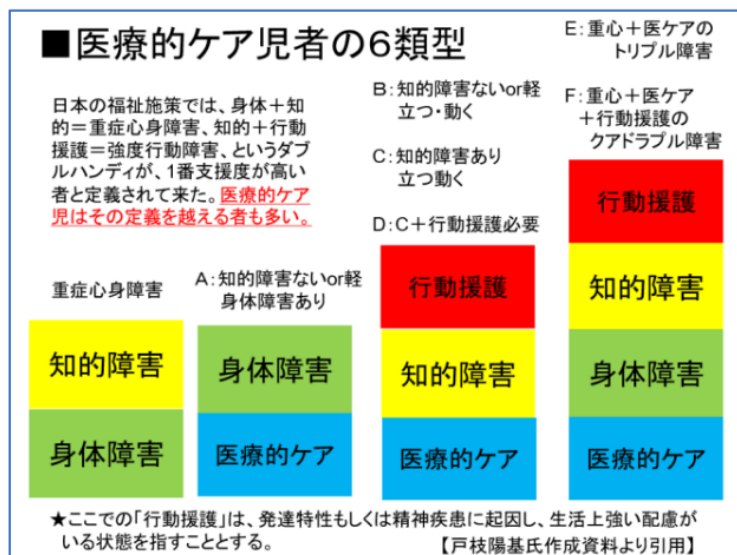 ■医療的ケア児者の6類型
日本の福祉施策では、身体＋知
的＝重症心身障害、知的＋行動
援護＝強度行動障害、というダブ
ルハンディが、1番支援度が高い
者と定義されて来た。医療的ケア
児はその定義を越える者も多い。
重症心身障害
知的障害
身体障害
A：知的障害ないor軽
身体障害あり
身体障害
医療的ケア
B：知的障害ないor軽
立つ・動く
C：知的障害あり
立つ動く
D：C＋行動援護必要
行動援護
知的障害
医療的ケア
E：重心＋医ケアの
トリプル障害
F：重心＋医ケア
＋行動援護の
クアドラプル障害
行動援護
知的障害
身体障害
医療的ケア
★ここでの「行動援護」は、発達特性もしくは精神疾患に起因し、生活上強い配慮が
いる状態を指すこととする。
【戸枝陽基氏作成資料より引用】